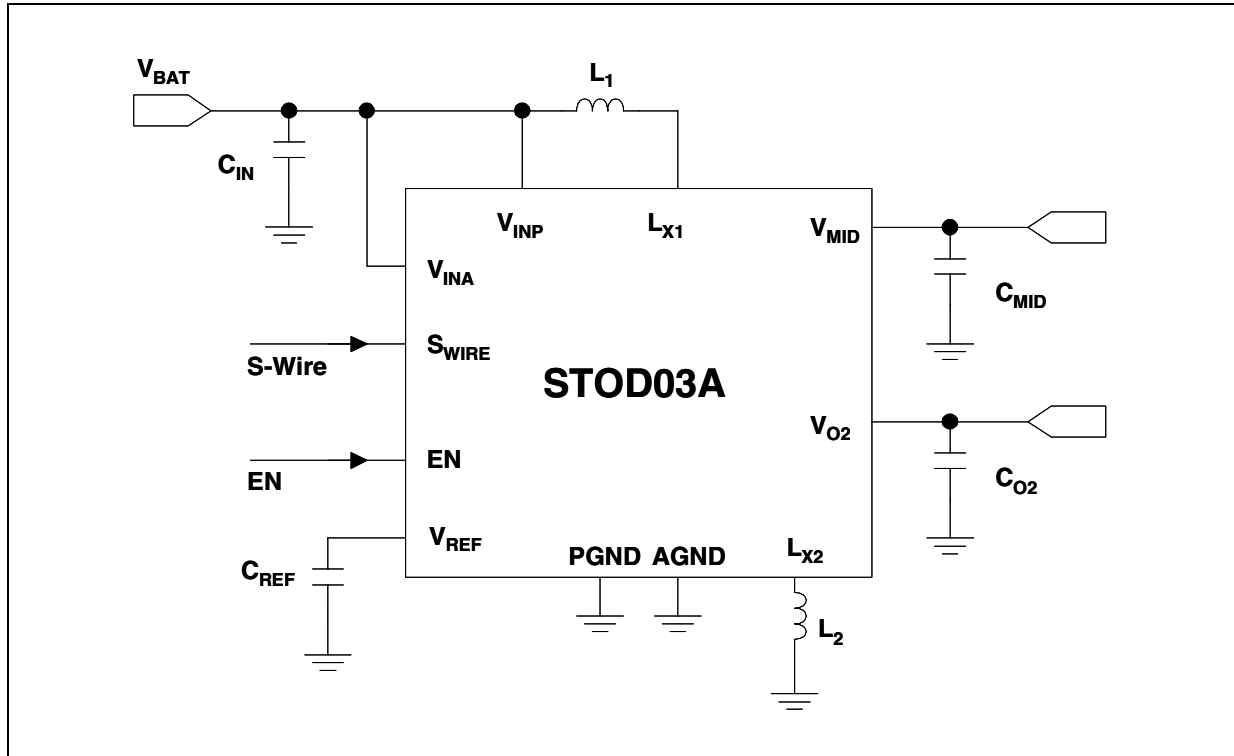 VBAT
L1
CIN
VINP
LX1
VMID
VINA
CMID
S-Wire
SWIRE
STOD03A
VO2
EN
EN
CO2
VREF
PGND AGND
LX2
CREF
L2